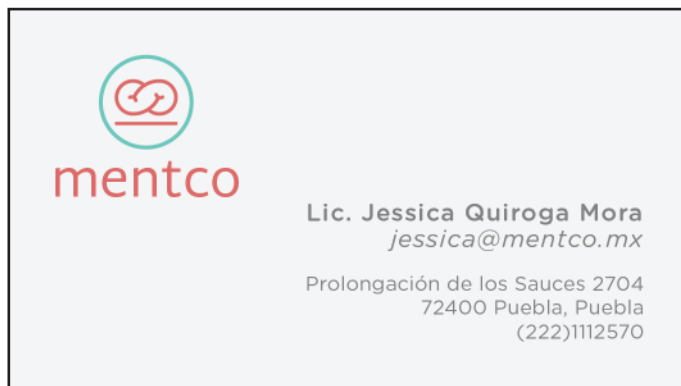 mentco
Lic. Jessica Quiroga Mora
jessica@mentco.mx
Prolongación de los Sauces 2704
72400 Puebla, Puebla
(222)1112570